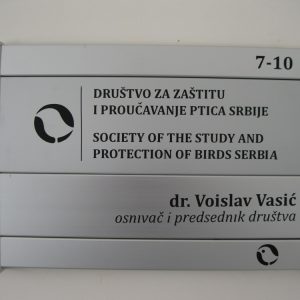 7-10
DRUŠTVO ZA ZAŠTITU
I PROUČAVANJE PTICA SRBIJE
SOCIETY OF THE STUDY AND
PROTECTION OF BIRDS SERBIA
dr. Voislav Vasić
osnivač i predsednik društva